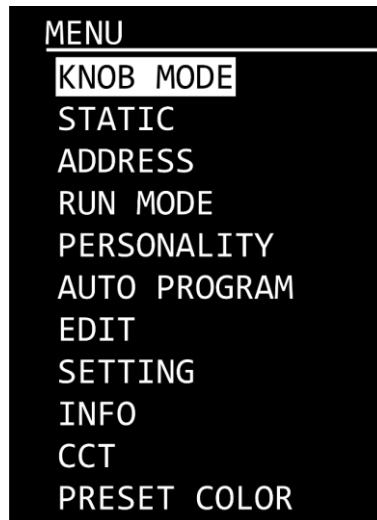 MENU
KNOB MODE
STATIC
ADDRESS
RUN MODE
PERSONALITY
AUTO PROGRAM
EDIT
SETTING
INFO
CCT
PRESET COLOR